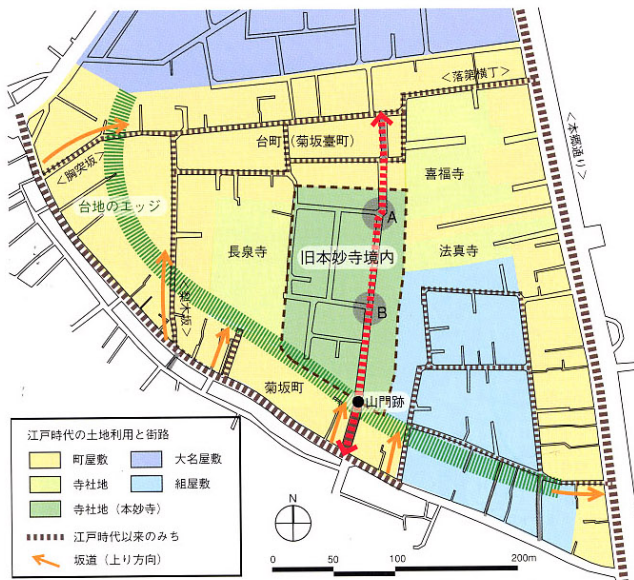 <落第横丁>
<本郷通り>
台町(菊坂臺町)
喜福寺
<胸突坂>
A
台地のエッジ
長泉寺
旧本妙寺境内
法真寺
B
梨木坂>
菊坂町
山門跡
江戸時代の土地利用と街路
町屋敷
大名屋敷
寺社地
組屋敷
寺社地(本妙寺)
江戸時代以来のみち
坂道(上り方向)
N
0
50
100
200m